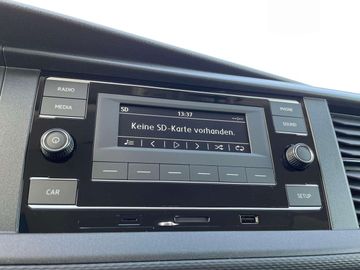 RADIO
MEDIA
SD
13:37
Keine SD-Karte vorhanden.
PHONE
SOUND
CAR
SETUP